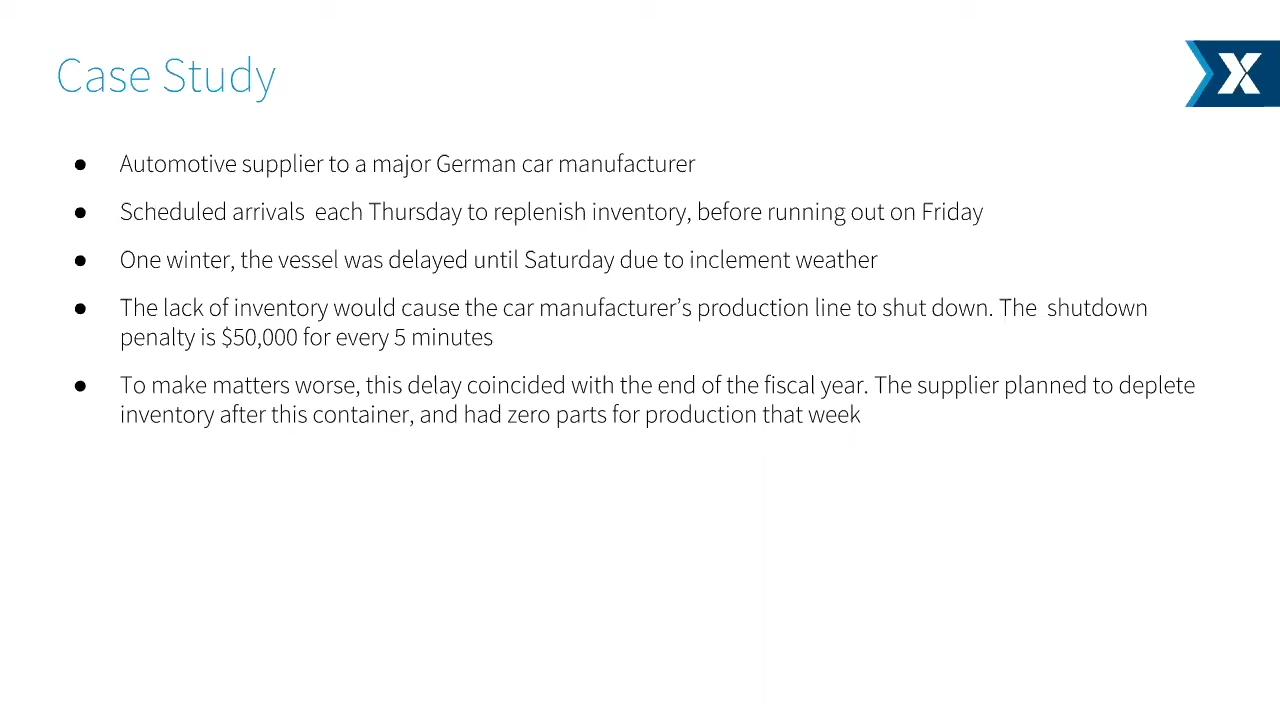 Case Study
X
● Automotive supplier to a major German car manufacturer
● Scheduled arrivals  each Thursday to replenish inventory, before running out on Friday
● One winter, the vessel was delayed until Saturday due to inclement weather
● The lack of inventory would cause the car manufacturer’s production line to shut down. The  shutdown
penalty is $50,000 for every 5 minutes
● To make matters worse, this delay coincided with the end of the fiscal year. The supplier planned to deplete
inventory after this container, and had zero parts for production that week